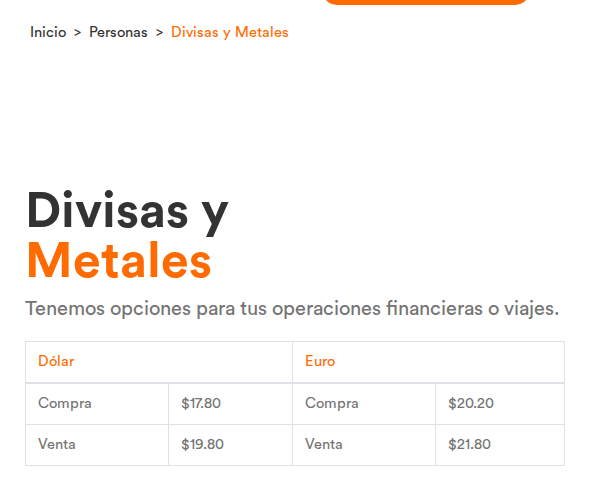 Inicio > Personas > Divisas y Metales
Divisas y
Metales
Tenemos opciones para tus operaciones financieras o viajes.
Dólar Euro
Compra $17.80 Compra $20.20
Venta $19.80 Venta $21.80